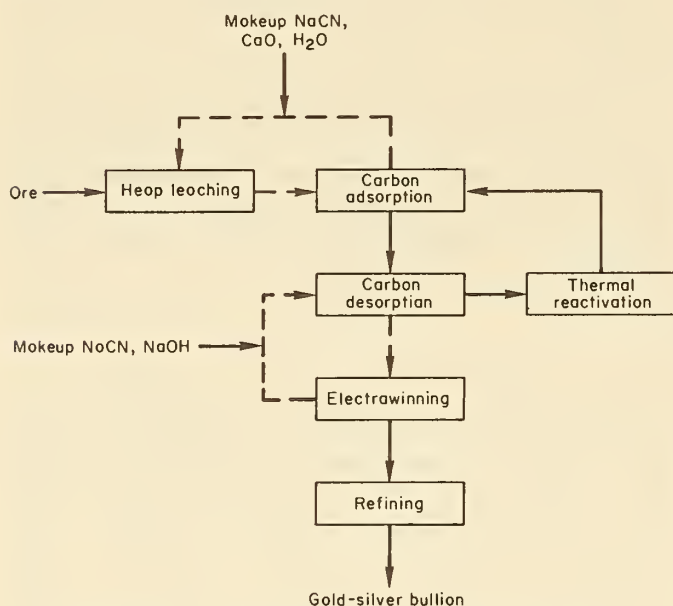 Makeup NaCN,
CaO, H2O
Ore
Heop leoching
Carbon
adsorption
Carbon
desorptian
Thermal
reactivation
Mokeup NoCN, NaOH
Electrawinning
Refining
Gold-silver bullion